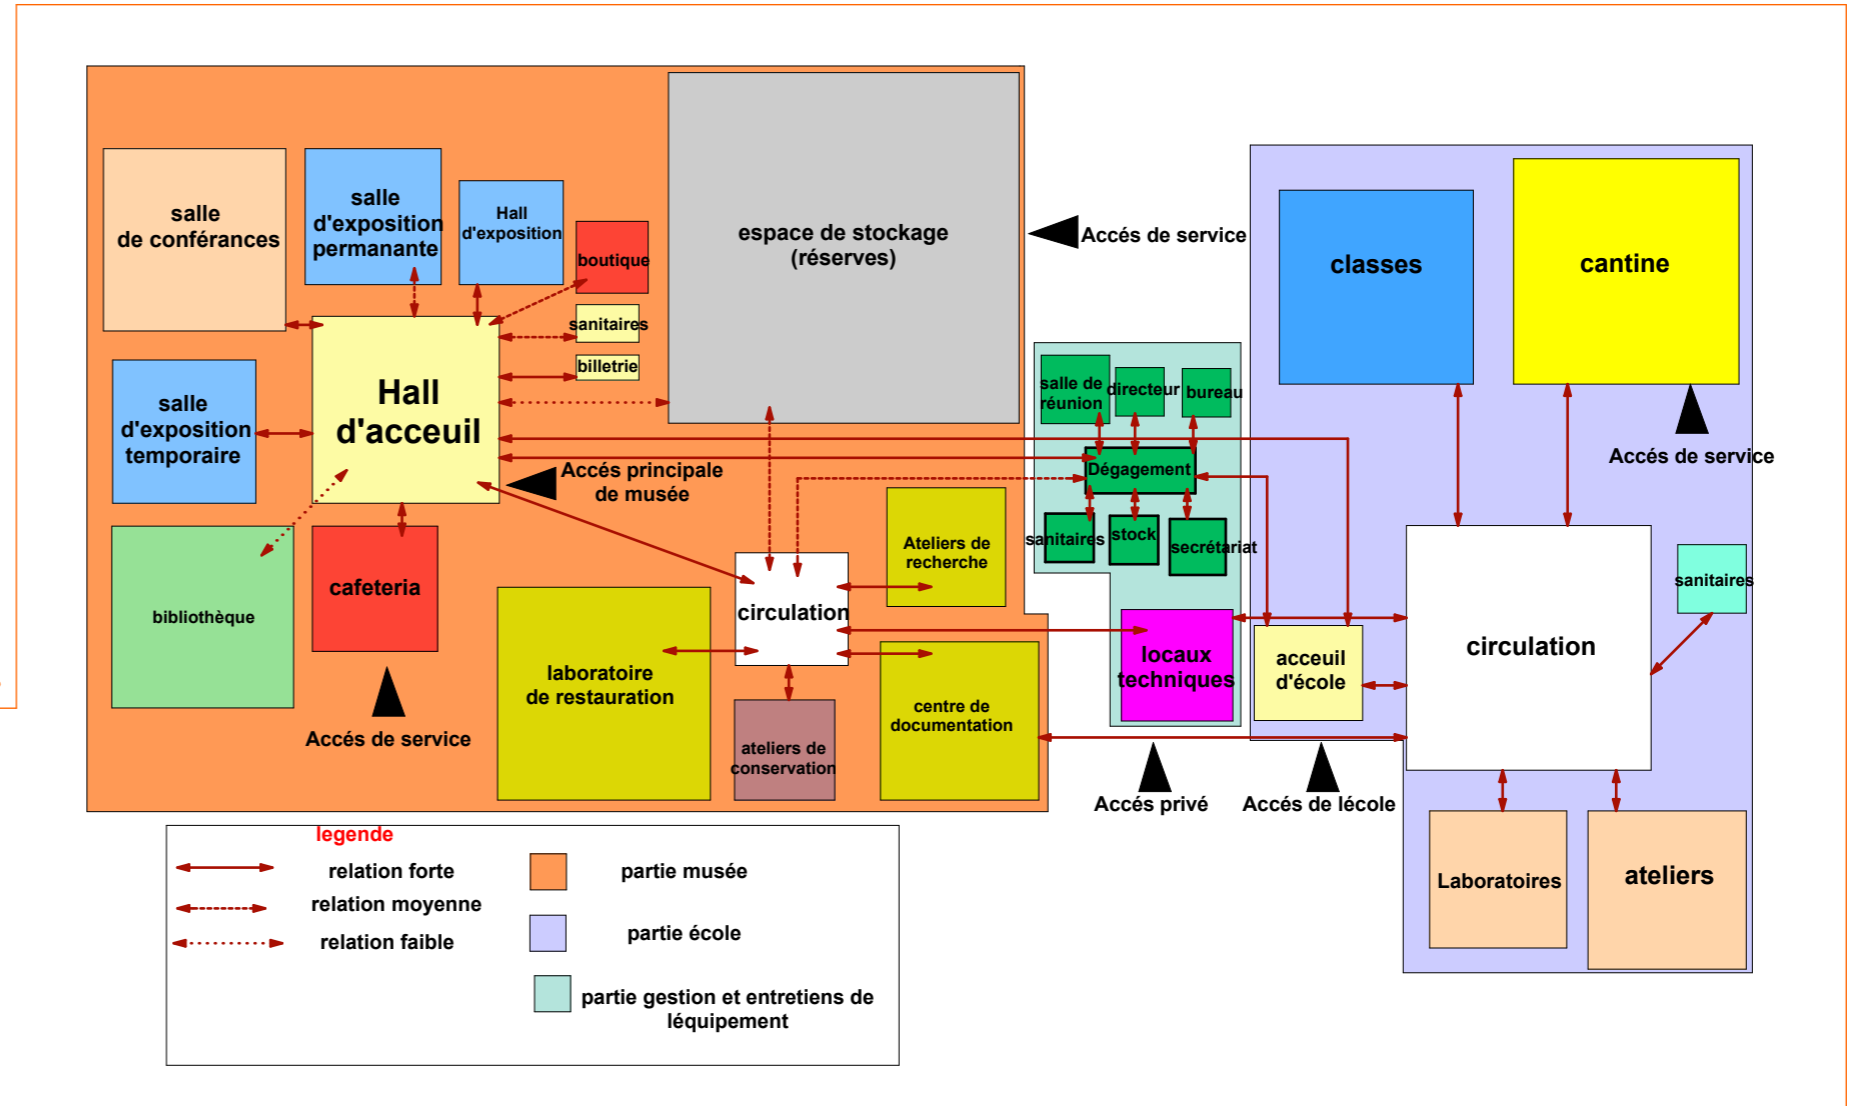 salle
de conférances
salle
d'exposition
permanante
Hall
d'exposition
boutique
sanitaires
billetrie
espace de stockage
(réserves)
Accés de service
classes
cantine
Accés de service
salle
d'exposition
temporaire
Hall
d'acceuil
Accés principale
de musée
salle de
réunion
directeur
bureau
Dégagement
sanitaires
stock
secrétariat
bibliothèque
cafeteria
Accés de service
laboratoire
de restauration
circulation
Ateliers de
recherche
ateliers de
conservation
centre de
documentation
locaux
techniques
Accés privé
acceuil
d'école
Accés de lécole
circulation
sanitaires
Laboratoires
ateliers
legende
relation forte
relation moyenne
relation faible
partie musée
partie école
partie gestion et entretiens de
léquipement